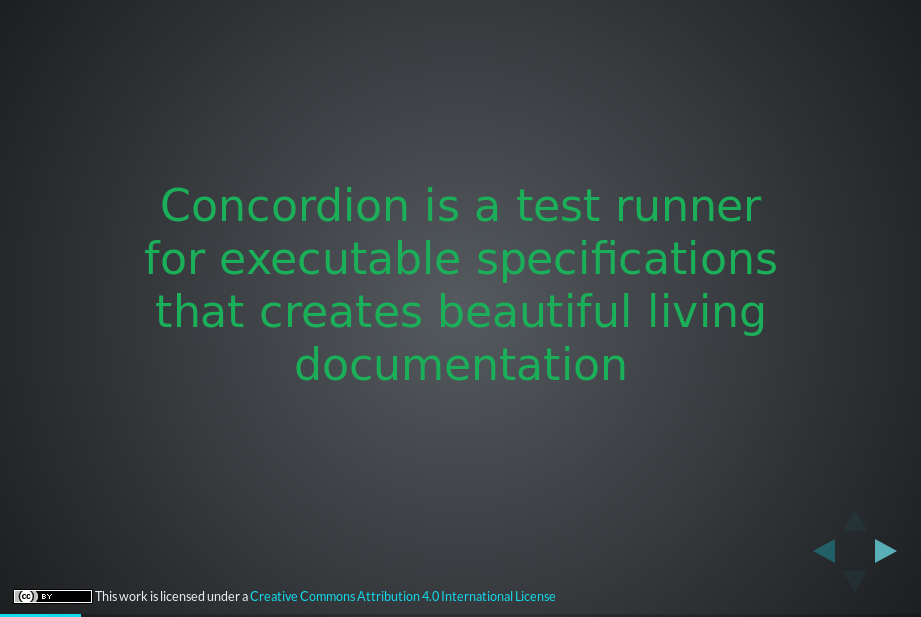 Concordion is a test runner
for executable specifications
that creates beautiful living
documentation
cc BY This work is licensed under a Creative Commons Attribution 4.0 International License